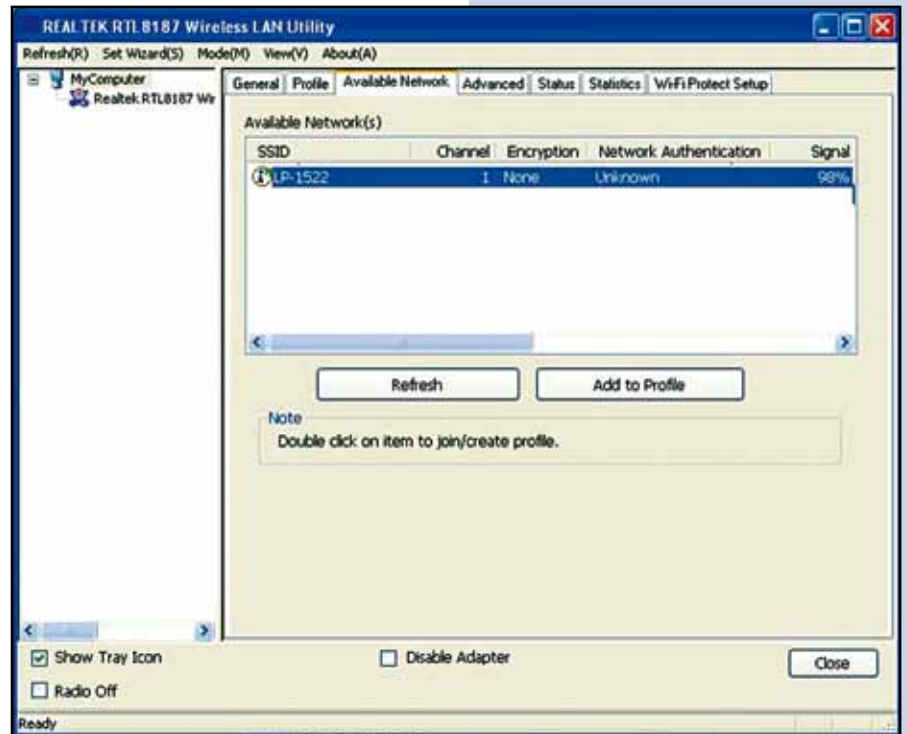 REALTEK RTL8187 Wireless LAN Utility
Refresh(R) Set Wizard(S) Mode(M) View(V) About(A)
MyComputer
Realtek RTL8187 Wir
General Profile Available Network Advanced Status Statistics Wi-Fi Protect Setup
Available Network(s)
SSID Channel Encryption Network Authentication Signal
LP-1522 1 None Unknown 98%
Refresh Add to Profile
Note
Double click on item to join/create profile.
Show Tray Icon Disable Adapter Close
Radio Off
Ready